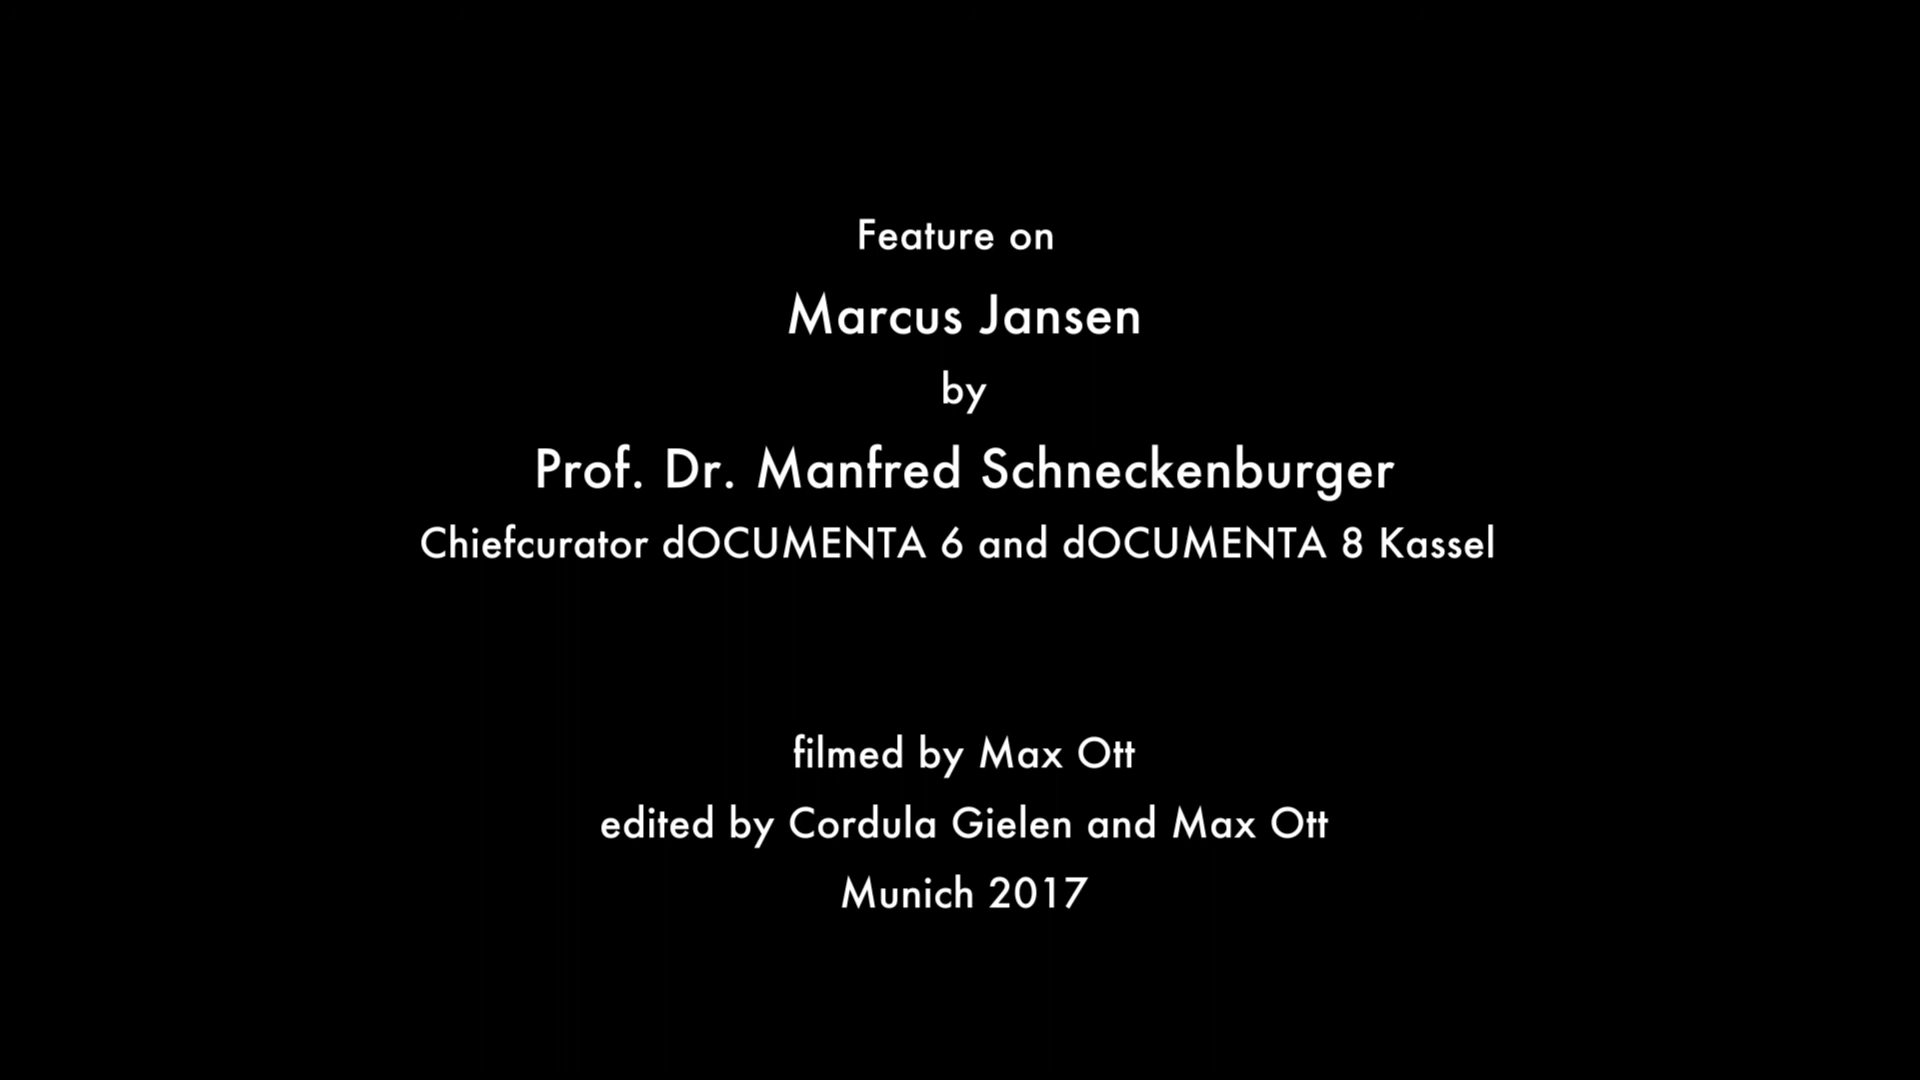 Feature on
Marcus Jansen
by
Prof. Dr. Manfred Schneckenburger
Chiefcurator dOCUMENTA 6 and dOCUMENTA 8 Kassel
filmed by Max Ott
edited by Cordula Gielen and Max Ott
Munich 2017